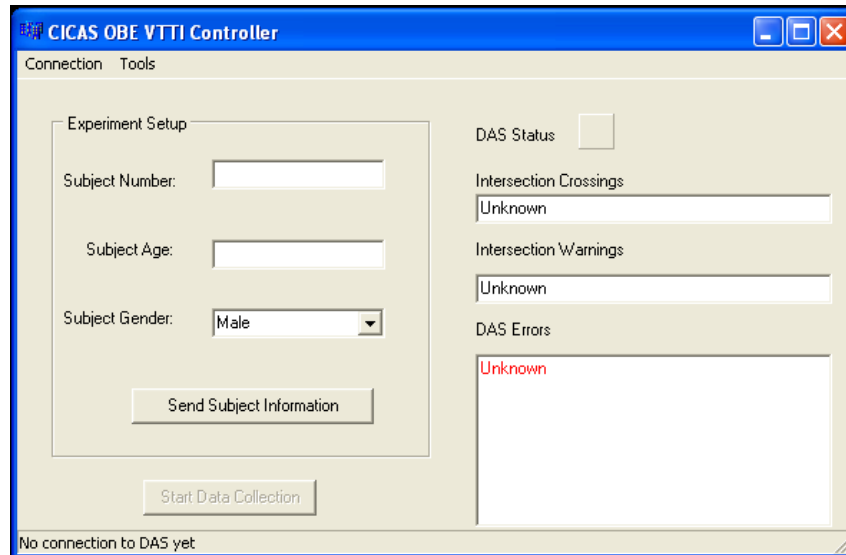 CICAS OBE VTTI Controller
Connection Tools
Experiment Setup
Subject Number:
Subject Age:
Subject Gender: Male
Send Subject Information
Start Data Collection
DAS Status
Intersection Crossings
Unknown
Intersection Warnings
Unknown
DAS Errors
Unknown
No connection to DAS yet